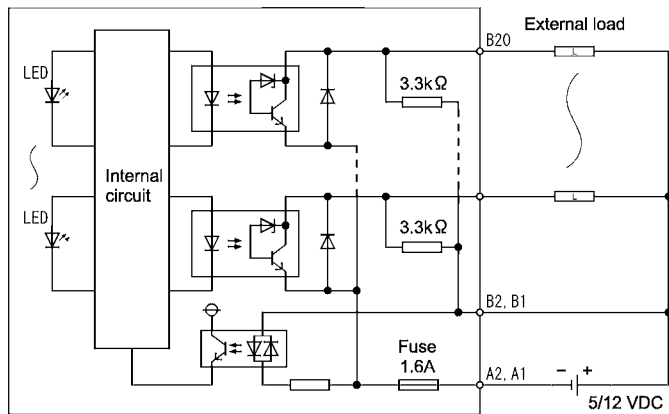 B20
External load
LED
3.3kΩ
L
Internal
circuit
LED
3.3kΩ
L
B2, B1
Fuse
1.6A
A2, A1
− +
5/12 VDC